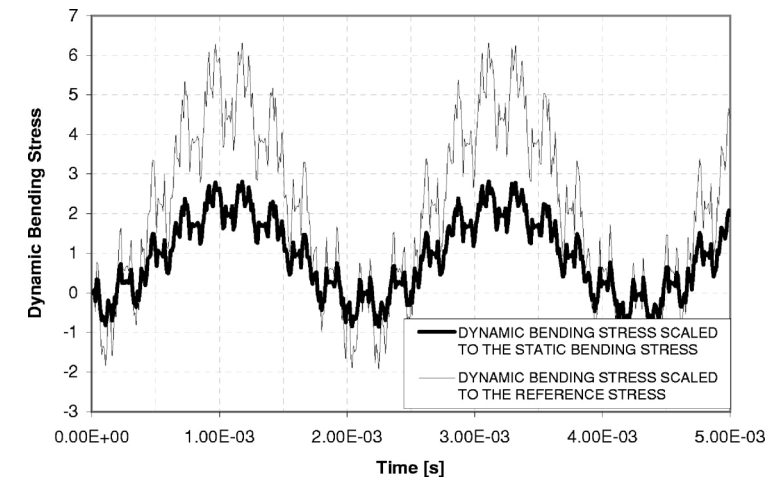 7
6
5
4
3
2
1
0
-1
-2
-3
Dynamic Bending Stress
DYNAMIC BENDING STRESS SCALED
TO THE STATIC BENDING STRESS
DYNAMIC BENDING STRESS SCALED
TO THE REFERENCE STRESS
0.00E+00 1.00E-03 2.00E-03 3.00E-03 4.00E-03 5.00E-03
Time [s]